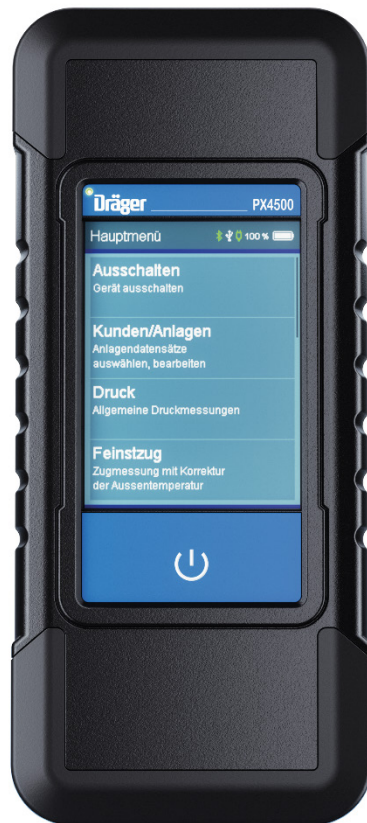 Dräger PX4500
Hauptmenü 100 %
Ausschalten
Gerät ausschalten
Kunden/Anlagen
Anlagendatensätze
auswählen, bearbeiten
Druck
Allgemeine Druckmessungen
Feinstzug
Zugmessung mit Korrektur
der Aussentemperatur